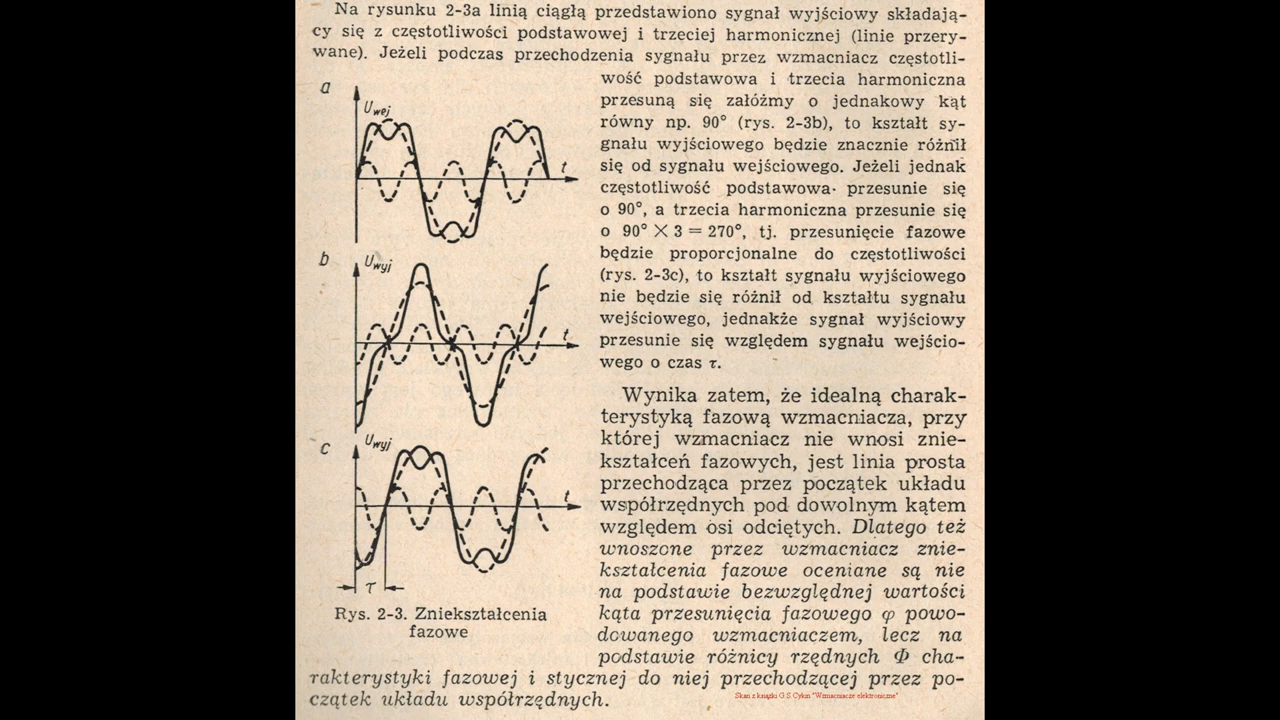 Na rysunku 2-3a linią ciągłą przedstawiono sygnał wyjściowy składają-
cy się z częstotliwości podstawowej i trzeciej harmonicznej (linie przery-
wane). Jeżeli podczas przechodzenia sygnału przez wzmacniacz częstotli-
wość podstawowa i trzecia harmoniczna
przesuną się załóżmy o jednakowy kąt
równy np. 90° (rys. 2-3b), to kształt sy-
gnału wyjściowego będzie znacznie różnił
się od sygnału wejściowego. Jeżeli jednak
częstotliwość podstawowa przesunie się
o 90°, a trzecia harmoniczna przesunie się
o 90° × 3 = 270°, tj. przesunięcie fazowe
będzie proporcjonalne do częstotliwości
(rys. 2-3c), to kształt sygnału wyjściowego
nie będzie się różnił od kształtu sygnału
wejściowego, jednakże sygnał wyjściowy
przesunie się względem sygnału wejścio-
wego o czas τ.
a
U wej
t
b
U wyj
t
c
U wyj
t
τ
Rys. 2-3. Zniekształcenia
fazowe
Wynika zatem, że idealną charak-
terystyką fazową wzmacniacza, przy
której wzmacniacz nie wnosi znie-
kształceń fazowych, jest linia prosta
przechodząca przez początek układu
współrzędnych pod dowolnym kątem
względem osi odciętych. Dlatego też
wnoszone przez wzmacniacz znie-
kształcenia fazowe oceniane są nie
na podstawie bezwzględnej wartości
kąta przesunięcia fazowego φ powo-
dowanego wzmacniaczem, lecz na
podstawie różnicy rzędnych Φ cha-
rakterystyki fazowej i stycznej do niej przechodzącej przez po-
czątek układu współrzędnych.
Skan z książki G.S.Cykin "Wzmacniacze elektroniczne"